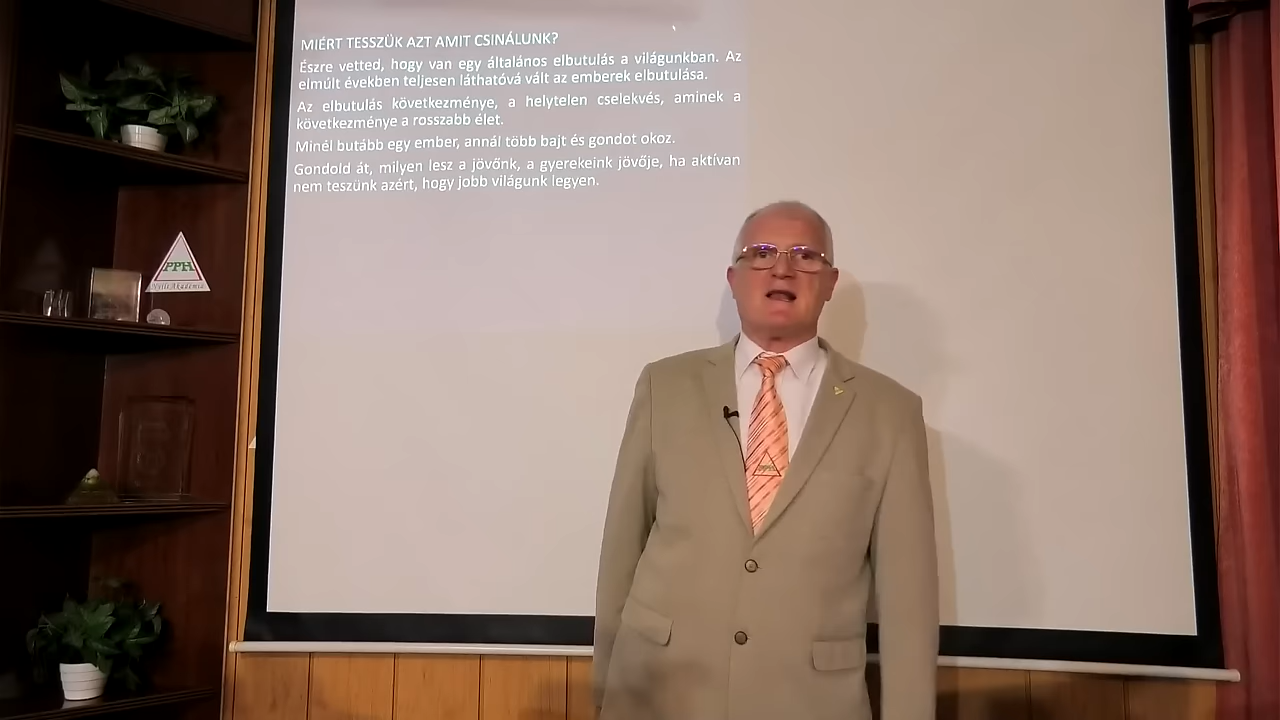 MIÉRT TESSZÜK AZT AMIT CSINÁLUNK?
Észre vetted, hogy van egy általános elbutulás a világunkban. Az
elmúlt években teljesen láthatóvá vált az emberek elbutulása.
Az elbutulás következménye, a helytelen cselekvés, aminek a
következménye a rosszabb élet.
Minél butább egy ember, annál több bajt és gondot okoz.
Gondold át, milyen lesz a jövőnk, a gyerekeink jövője, ha aktívan
nem teszünk azért, hogy jobb világunk legyen.
PPH
Nyílt Akadémia
PPH